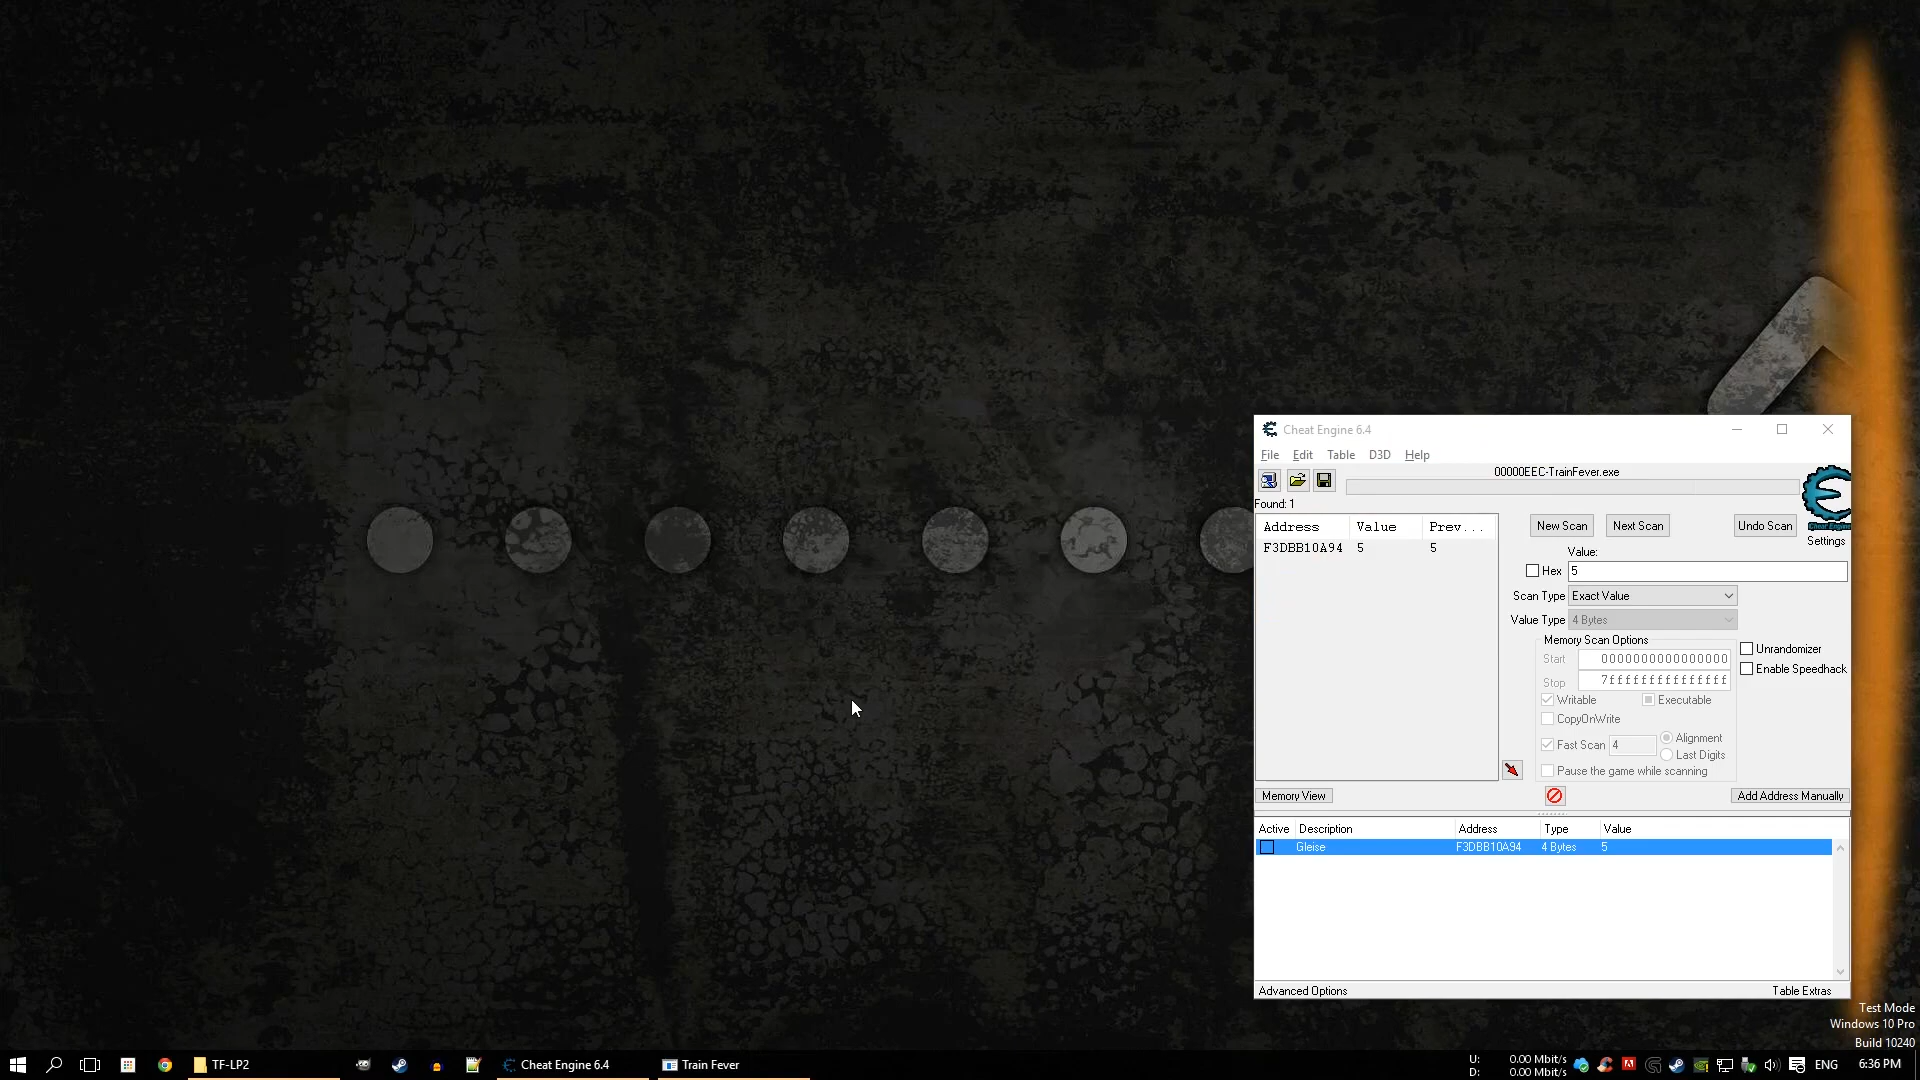 Cheat Engine 6.4
File Edit Table D3D Help
00000EEC-TrainFever.exe
Found: 1
Address Value Prev...
F3DBB10A94 5 5
New Scan Next Scan Undo Scan
Cheat Engine
Settings
Value:
Hex 5
Scan Type Exact Value
Value Type 4 Bytes
Memory Scan Options
Start 0000000000000000
Stop 7fffffffffffffff
Writable Executable
CopyOnWrite
Fast Scan 4 Alignment
Last Digits
Pause the game while scanning
Unrandomizer
Enable Speedhack
Memory View Add Address Manually
Active Description Address Type Value
Gleise F3DBB10A94 4 Bytes 5
Advanced Options Table Extras
Test Mode
Windows 10 Pro
Build 10240
TF-LP2 Cheat Engine 6.4 Train Fever
U: 0.00 Mbit/s
D: 0.00 Mbit/s
ENG 6:36 PM